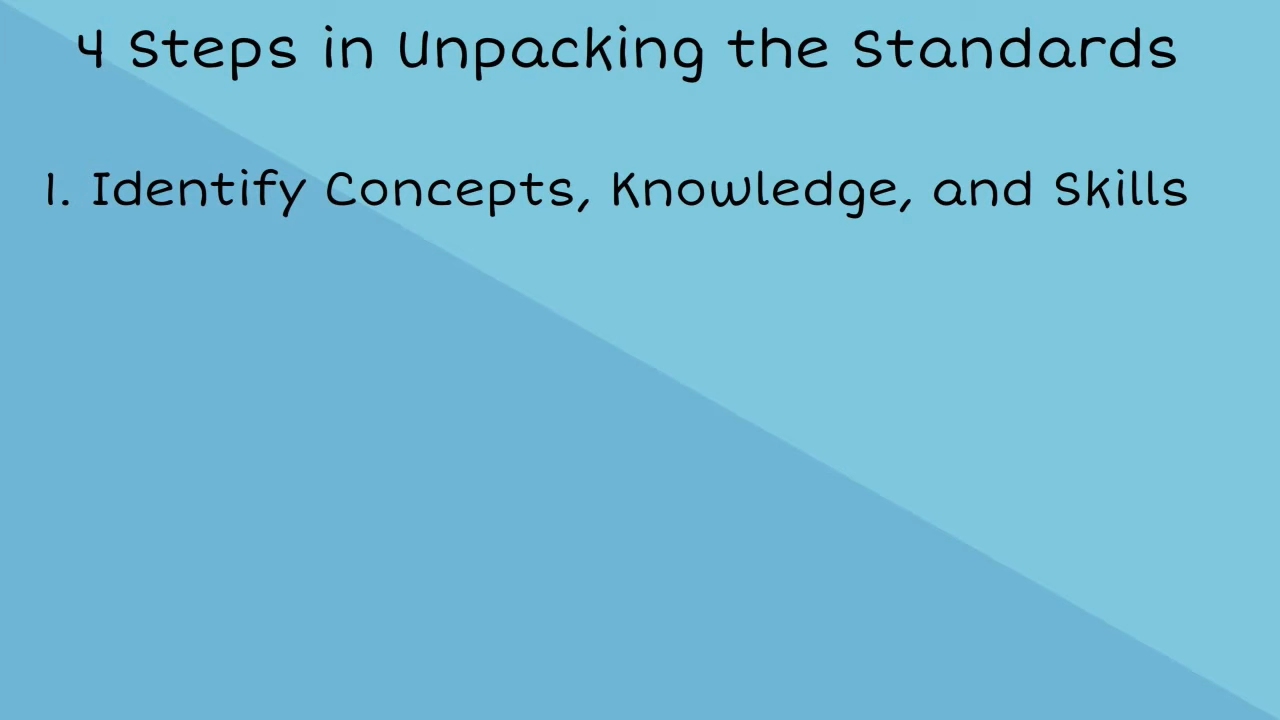 4 Steps in Unpacking the Standards
1. Identify Concepts, Knowledge, and Skills